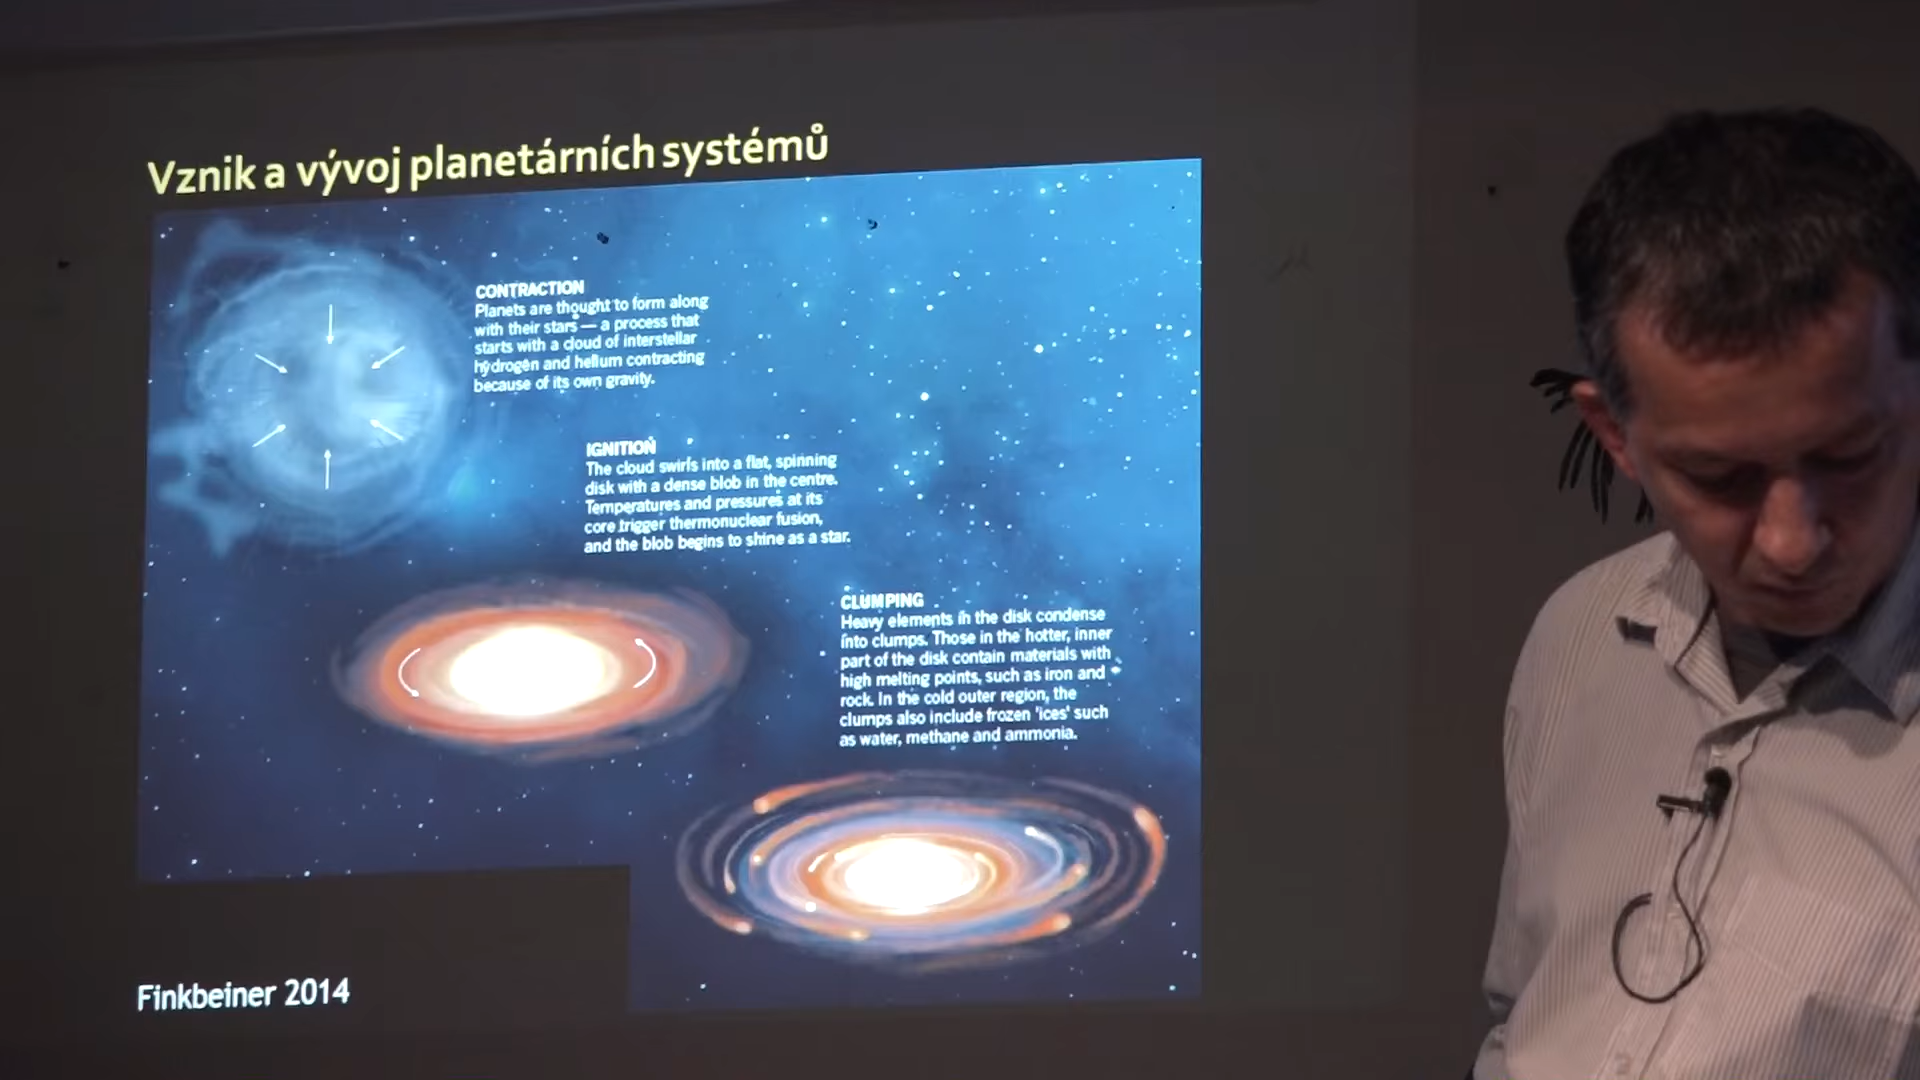 Vznik a vývoj planetárních systémů
CONTRACTION
Planets are thought to form along
with their stars — a process that
starts with a cloud of interstellar
hydrogen and helium contracting
because of its own gravity.
IGNITION
The cloud swirls into a flat, spinning
disk with a dense blob in the centre.
Temperatures and pressures at its
core trigger thermonuclear fusion,
and the blob begins to shine as a star.
CLUMPING
Heavy elements in the disk condense
into clumps. Those in the hotter, inner
part of the disk contain materials with
high melting points, such as iron and
rock. In the cold outer region, the
clumps also include frozen 'ices' such
as water, methane and ammonia.
Finkbeiner 2014